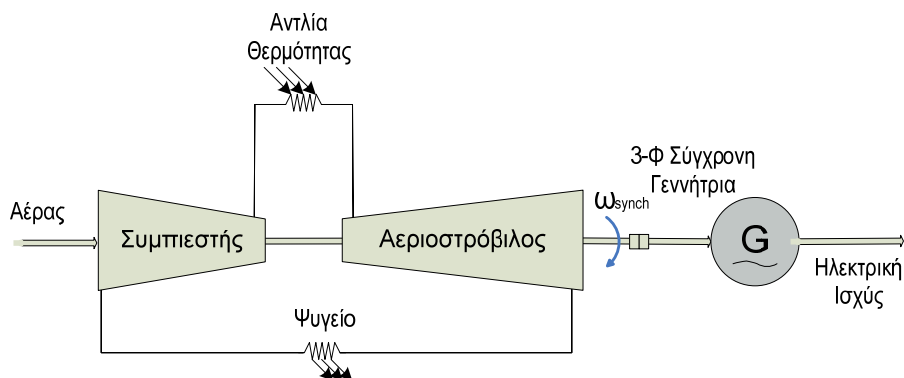 Αντλία
Θερμότητας
3-Φ Σύγχρονη
Γεννήτρια
Αέρας
Συμπιεστής
Αεριοστρόβιλος
ωsynch
G
Ηλεκτρική
Ισχύς
Ψυγείο